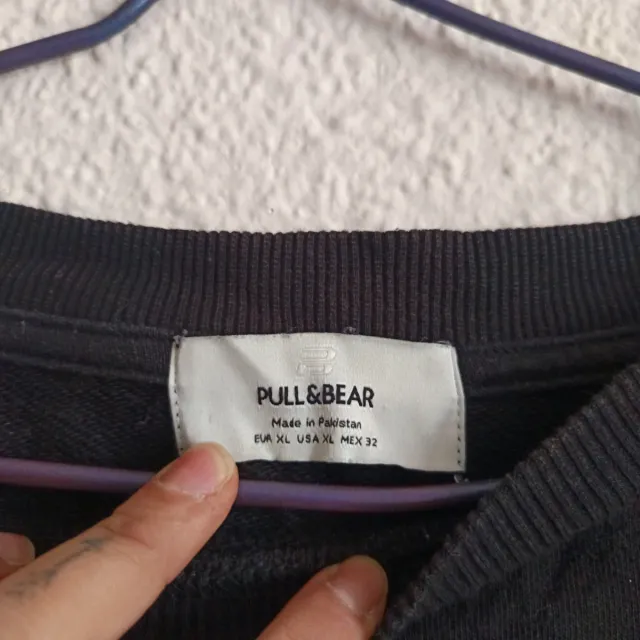 PULL&BEAR
Made in Pakistan
EUR XL USA XL MEX 32